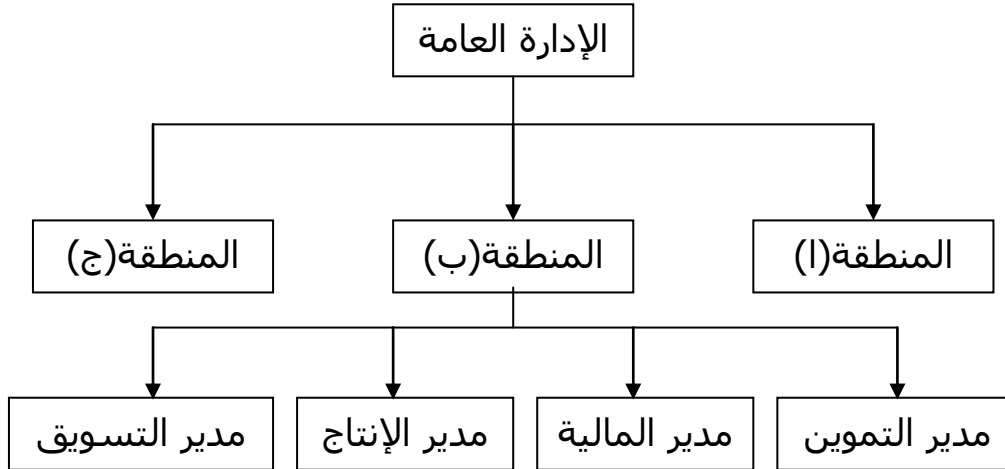 الإدارة العامة
المنطقة(ا)
المنطقة(ب)
المنطقة(ج)
مدير التموين
مدير المالية
مدير الإنتاج
مدير التسويق